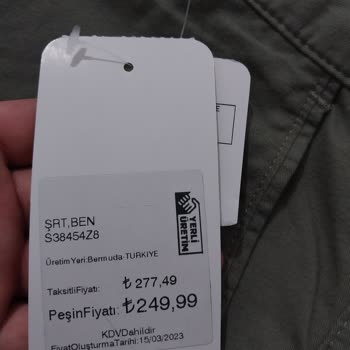 ŞRT,BEN
S38454Z8
YERLİ
ÜRETİM
ÜretimYeri:Bermuda-TURKIYE
TaksitliFiyatı: ₺ 277,49
PeşinFiyatı: ₺249,99
KDVDahildir
FiyatOluşturmaTarihi:15/03/2023